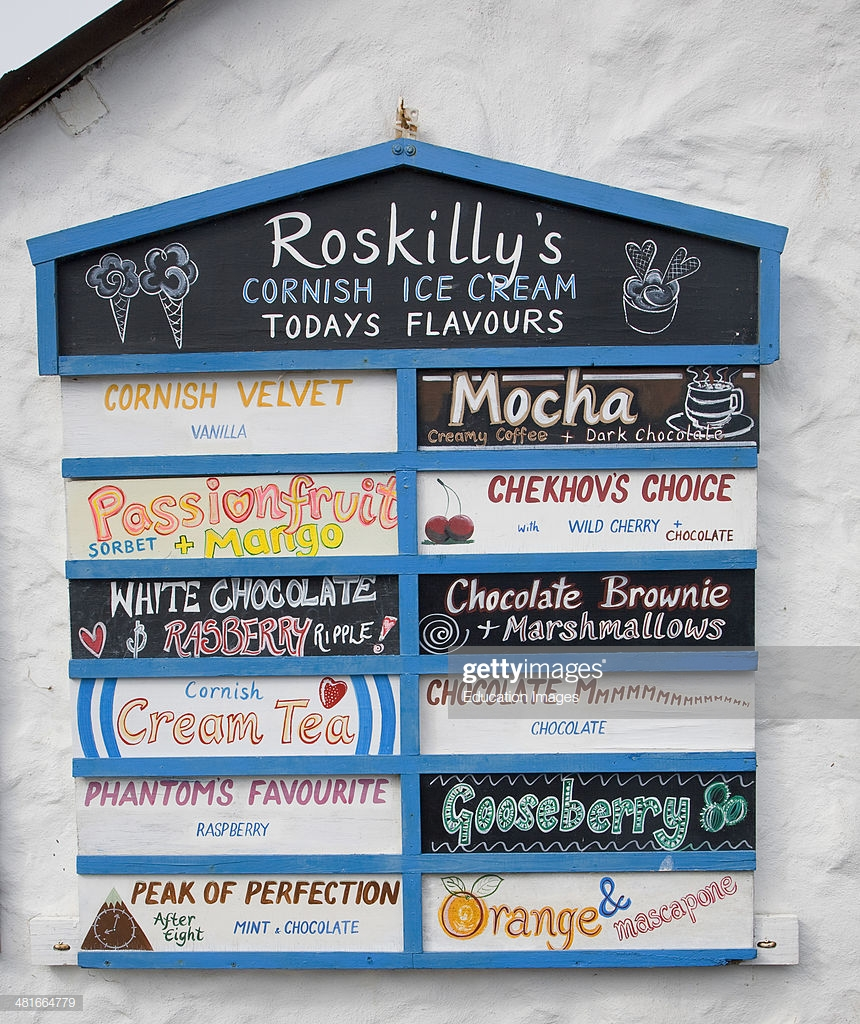 Roskilly's
CORNISH ICE CREAM
TODAYS FLAVOURS
CORNISH VELVET
VANILLA
Mocha
Creamy Coffee + Dark Chocolate
Passionfruit
SORBET + Mango
CHEKHOV'S CHOICE
with WILD CHERRY + CHOCOLATE
WHITE CHOCOLATE
RASBERRY RIPPLE!
Chocolate Brownie
+ Marshmallows
Cornish
Cream Tea
CHOCOLATE Mmmmmmmmmmmmmm
CHOCOLATE
PHANTOM'S FAVOURITE
RASPBERRY
Gooseberry
PEAK OF PERFECTION
After Eight
MINT & CHOCOLATE
Orange & mascapone
gettyimages
Education Images
481664779